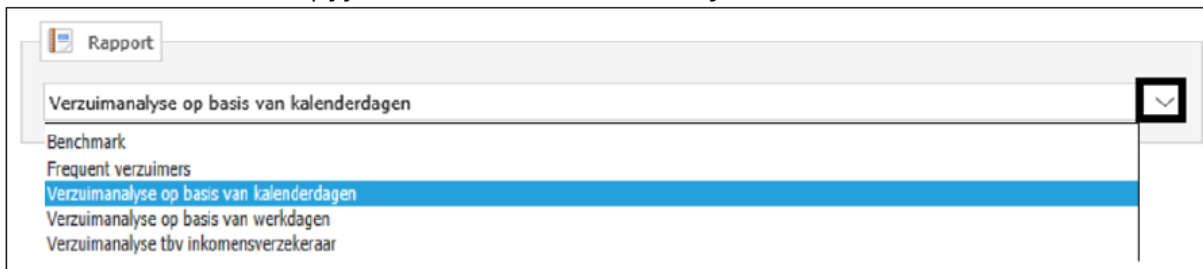 Rapport
Verzuimanalyse op basis van kalenderdagen
Benchmark
Frequent verzuimers
Verzuimanalyse op basis van kalenderdagen
Verzuimanalyse op basis van werkdagen
Verzuimanalyse tbv inkomensverzekeraar